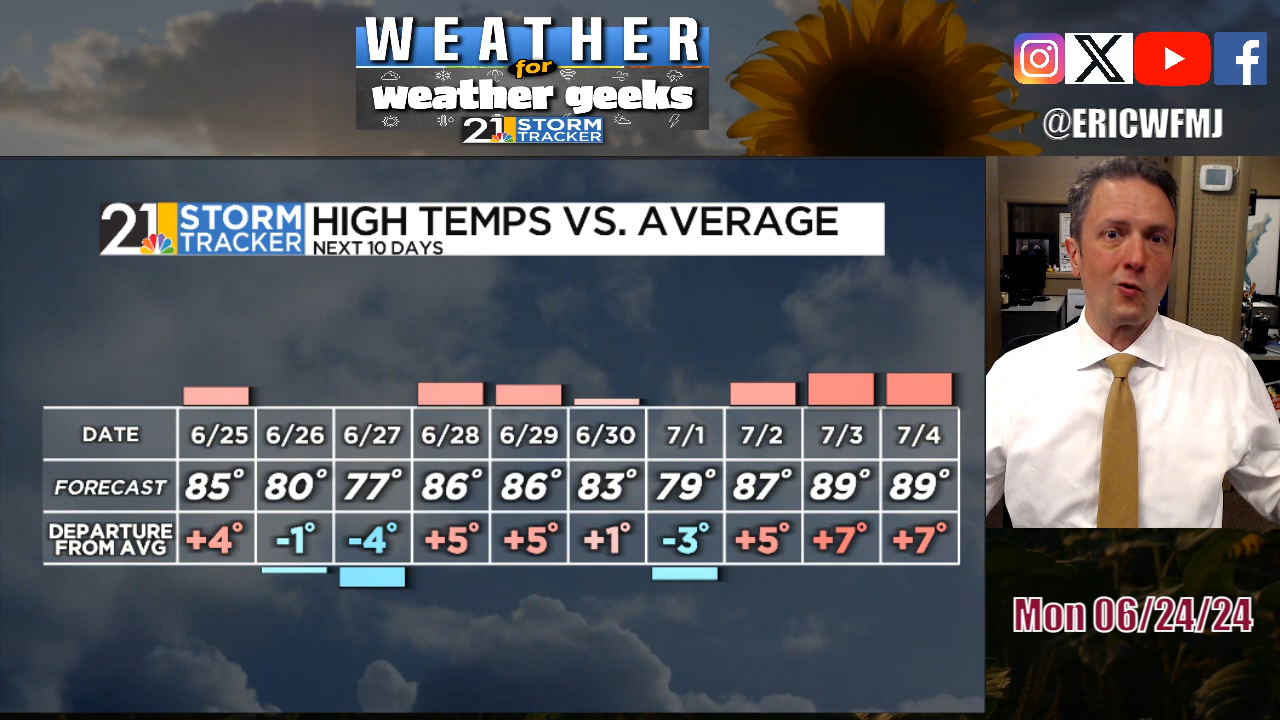 WEATHER
for
weather geeks
21 STORM
TRACKER
@ERICWFMJ
21 STORM
TRACKER
HIGH TEMPS VS. AVERAGE
NEXT 10 DAYS
DATE 6/25 6/26 6/27 6/28 6/29 6/30 7/1 7/2 7/3 7/4
FORECAST 85° 80° 77° 86° 86° 83° 79° 87° 89° 89°
DEPARTURE
FROM AVG +4° -1° -4° +5° +5° +1° -3° +5° +7° +7°
Mon 06/24/24